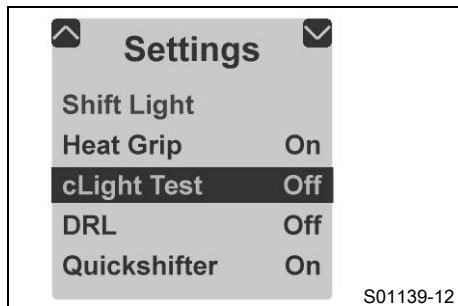 Settings
Shift Light
Heat Grip On
cLight Test Off
DRL Off
Quickshifter On
S01139-12